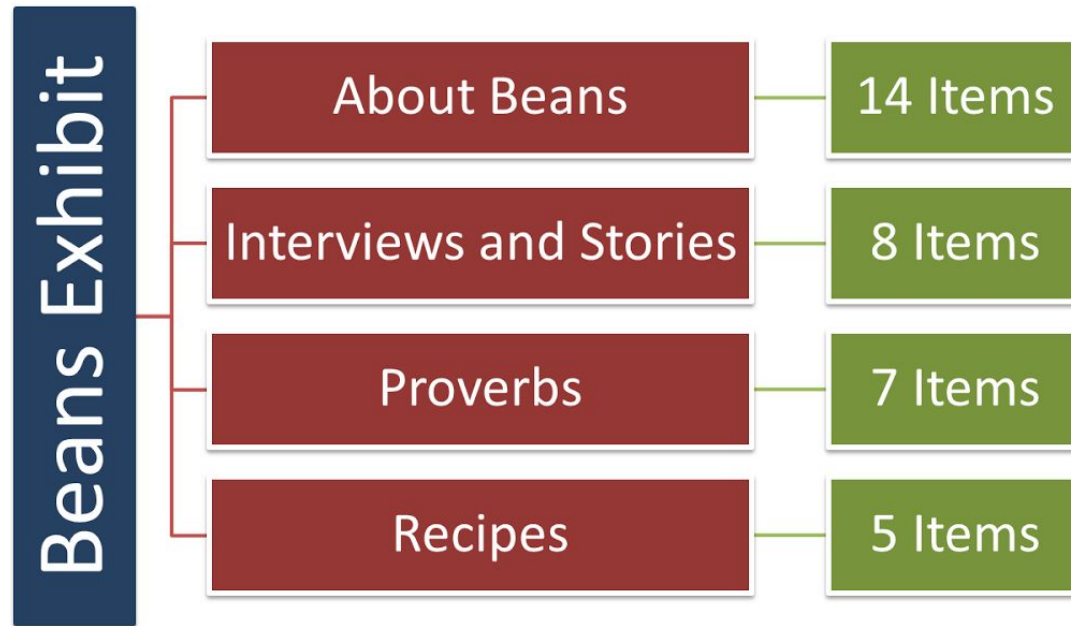 Beans Exhibit
About Beans
14 Items
Interviews and Stories
8 Items
Proverbs
7 Items
Recipes
5 Items